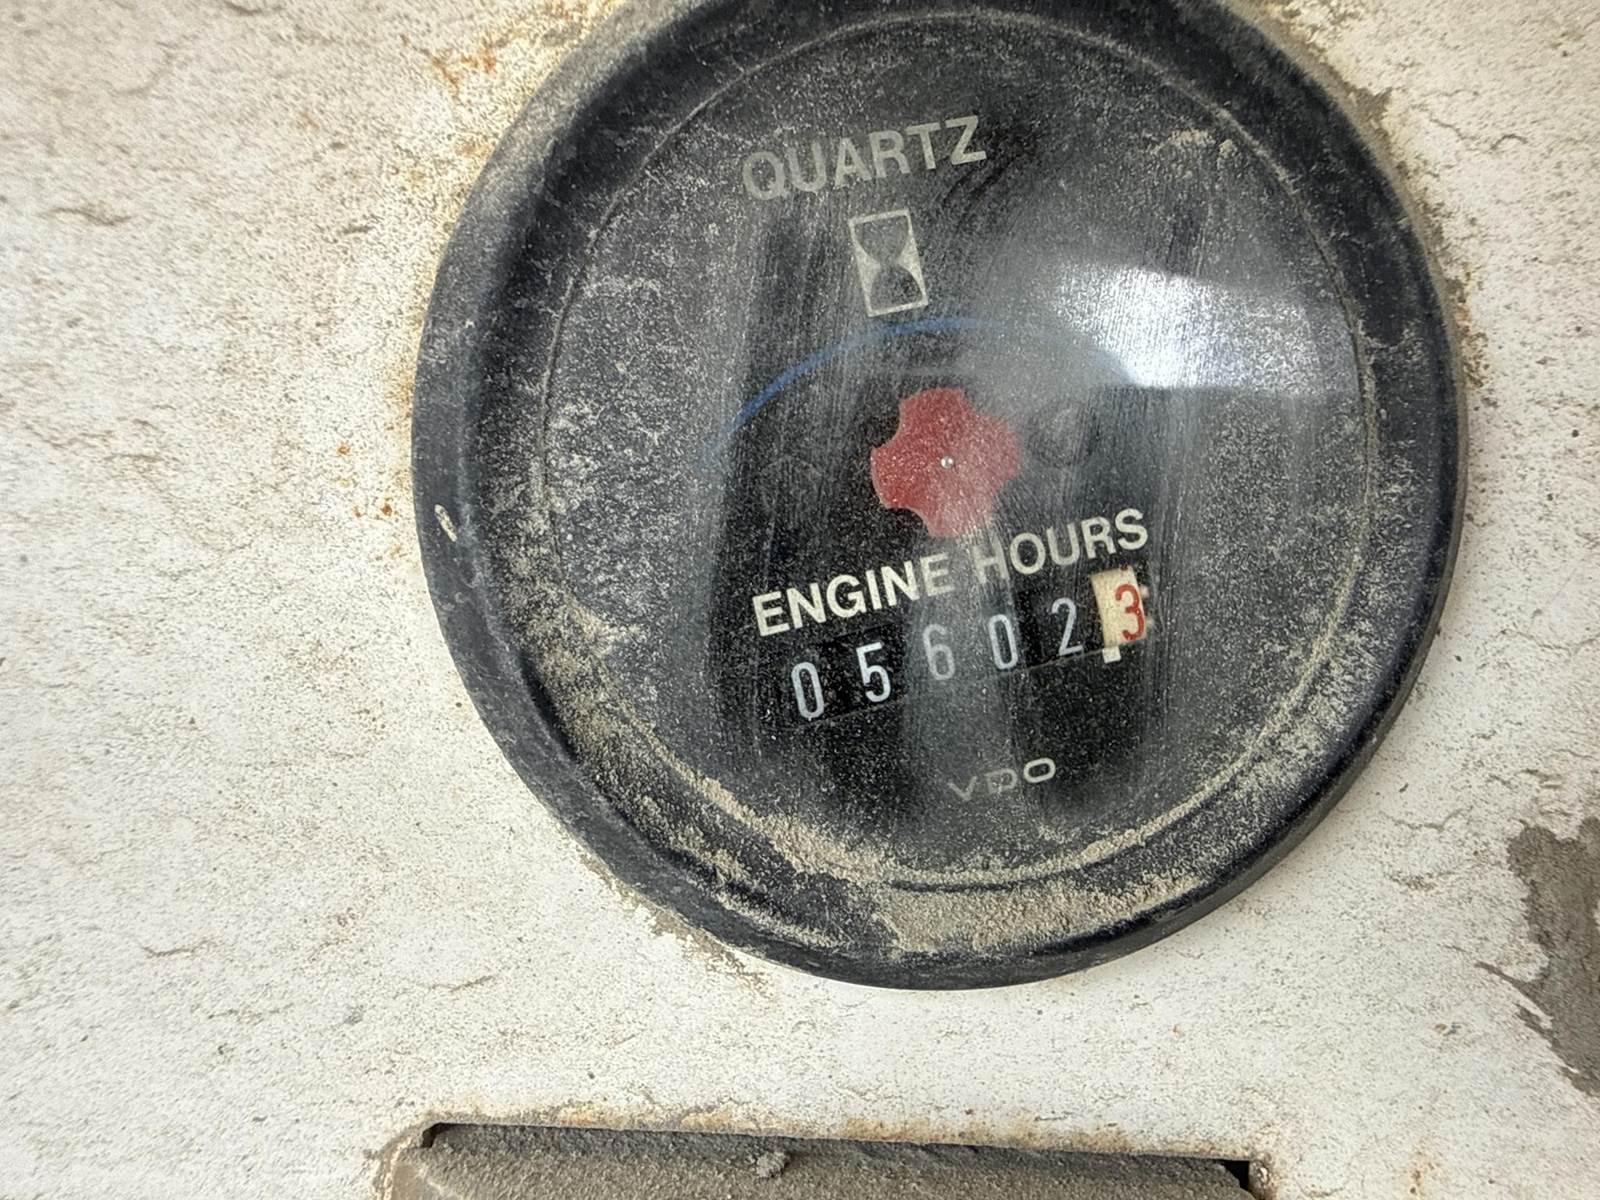 QUARTZ
ENGINE HOURS
056023
VDO